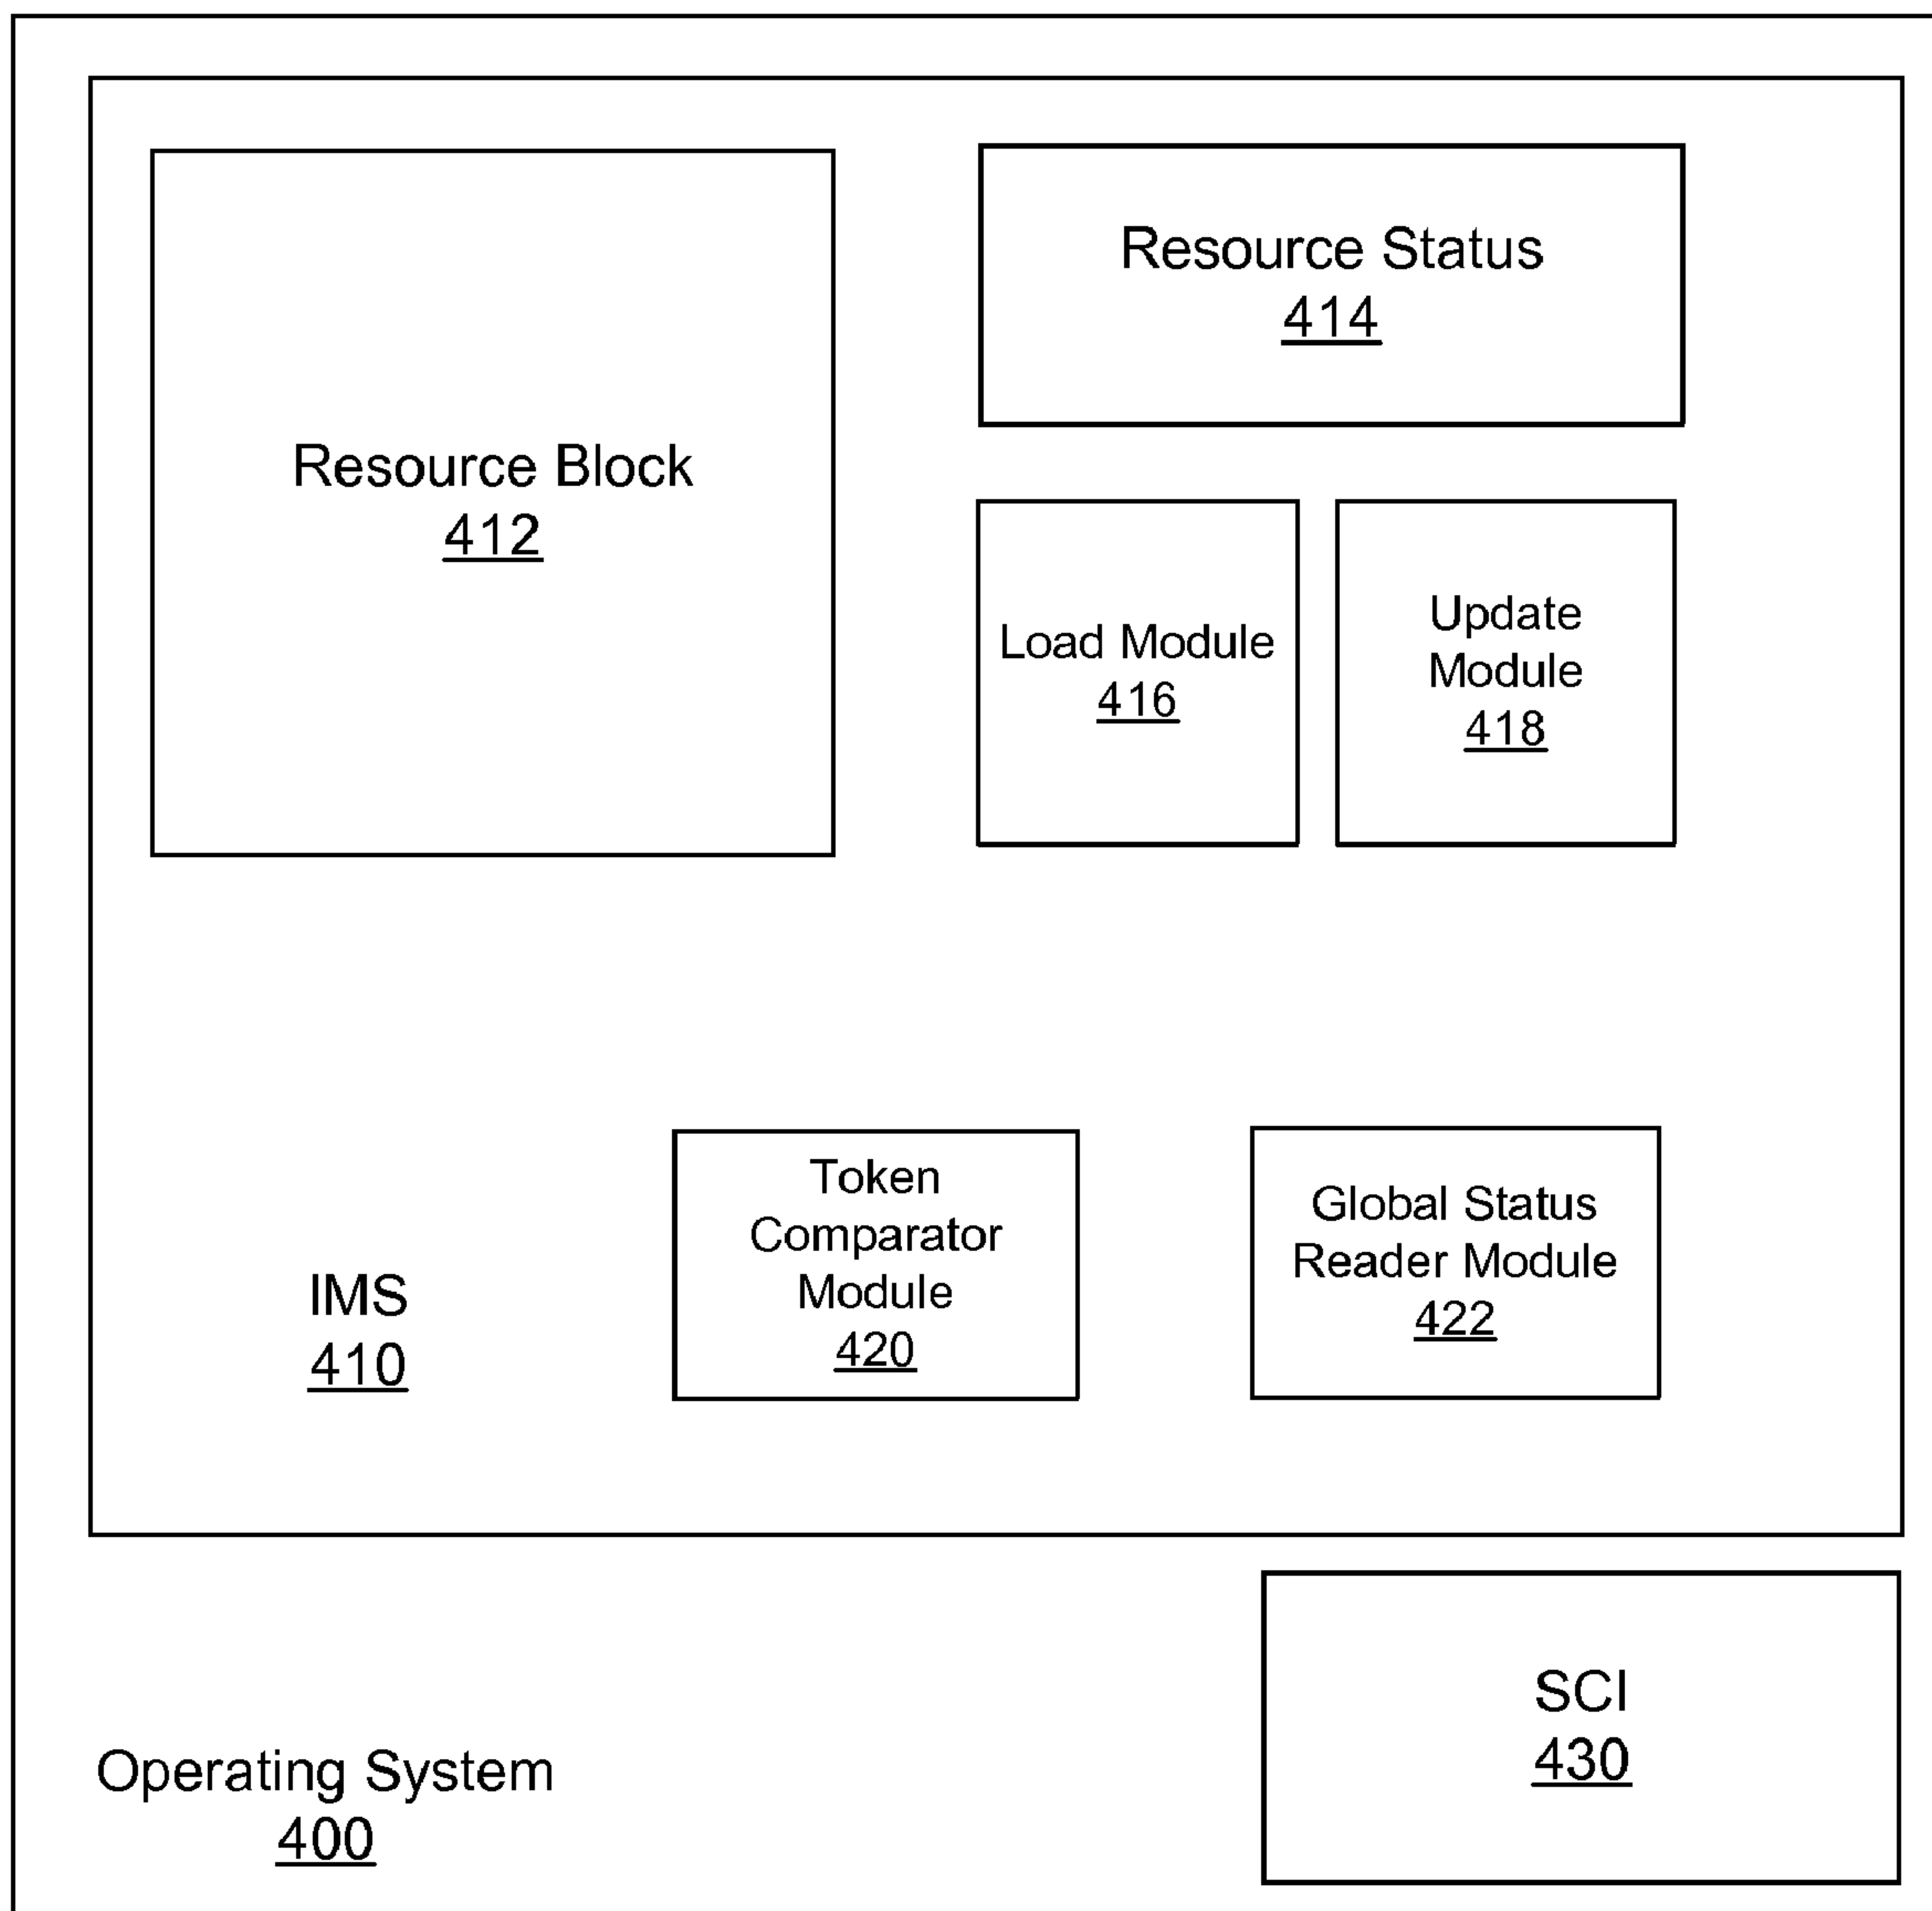 Resource Block
412
Resource Status
414
Load Module
416
Update
Module
418
IMS
410
Token
Comparator
Module
420
Global Status
Reader Module
422
Operating System
400
SCI
430